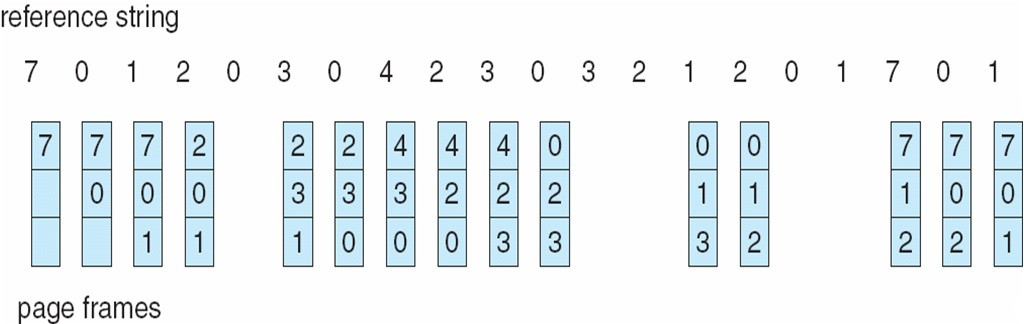 reference string
7 0 1 2 0 3 0 4 2 3 0 3 2 1 2 0 1 7 0 1
7 7 7 2 2 2 4 4 4 0 0 0 7 7 7
0 0 0 3 3 3 2 2 2 1 1 1 0 0
1 1 1 0 0 0 3 3 3 2 2 2 1
page frames